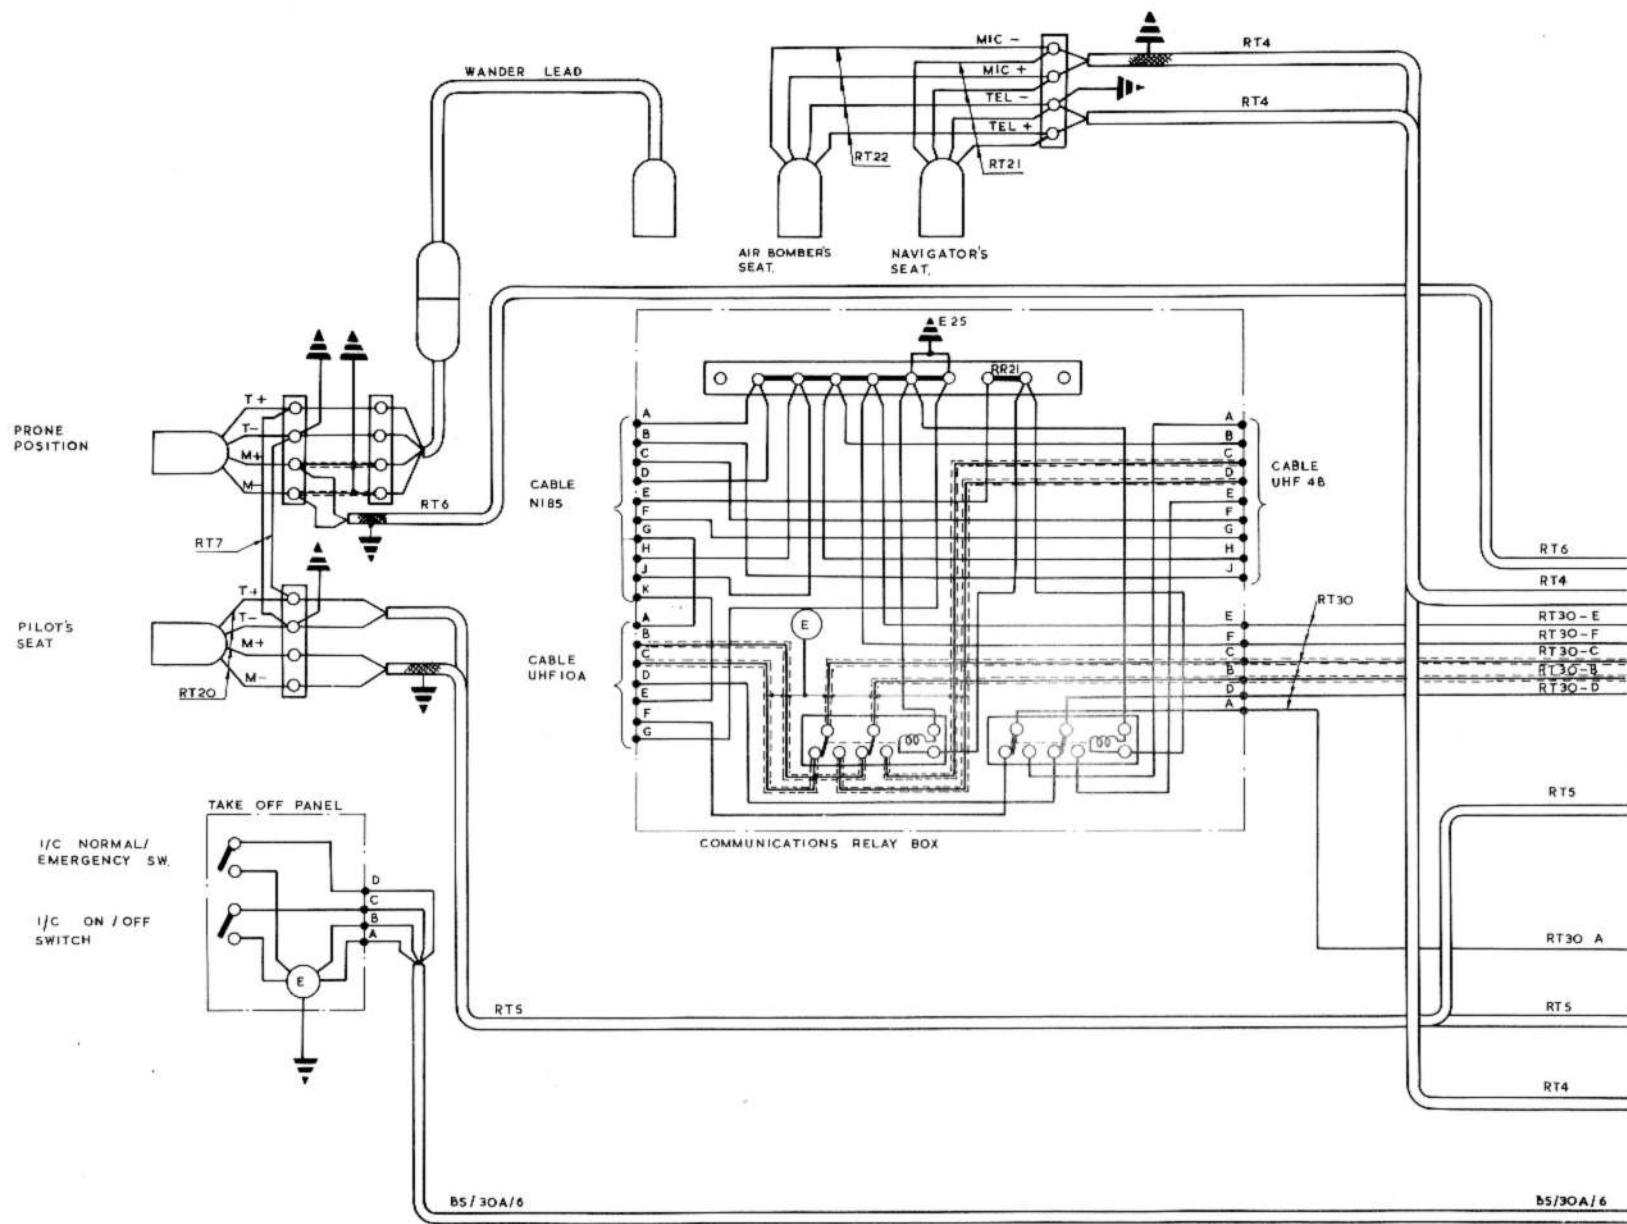 MIC -
RT4
WANDER LEAD
MIC +
TEL -
RT4
TEL +
RT22
RT21
AIR BOMBER'S
SEAT.
NAVIGATOR'S
SEAT.
E 25
RR21
T+
T-
M+
M-
PRONE
POSITION
RT6
RT7
CABLE
N185
A
B
C
D
E
F
G
H
J
K
A
B
C
D
E
F
G
H
J
CABLE
UHF 4B
RT6
RT4
RT30
T+
T-
M+
M-
PILOT'S
SEAT
RT20
CABLE
UHF10A
A
B
C
D
E
F
G
E
E
F
C
B
D
A
RT30-E
RT30-F
RT30-C
RT30-B
RT30-D
TAKE OFF PANEL
RT5
COMMUNICATIONS RELAY BOX
I/C NORMAL/
EMERGENCY SW.
D
C
B
A
I/C ON / OFF
SWITCH
RT30 A
E
RT5
RT5
RT4
BS/30A/6
BS/30A/6